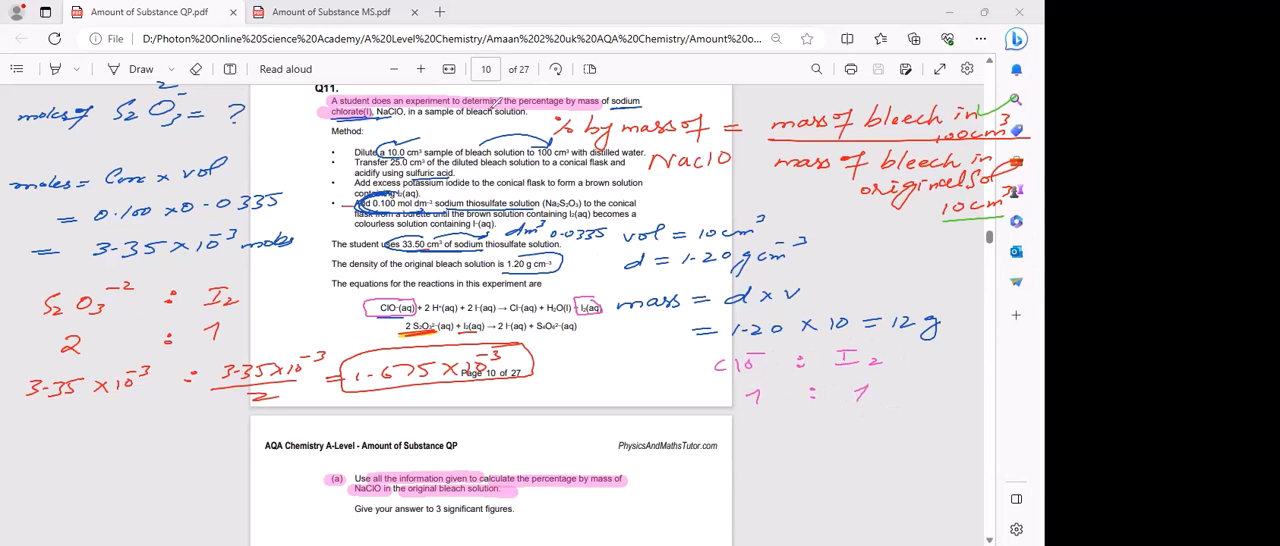 Amount of Substance QP.pdf
Amount of Substance MS.pdf
File
D:/Photon%20Online%20Science%20Academy/A%20Level%20Chemistry/Amaan%202%20uk%20AQA%20Chemistry/Amount%20o...
Draw
Read aloud
10 of 27
Q11.
A student does an experiment to determine the percentage by mass of sodium
chlorate(I), NaClO, in a sample of bleach solution.
Method:
• Dilute a 10.0 cm³ sample of bleach solution to 100 cm³ with distilled water.
• Transfer 25.0 cm³ of the diluted bleach solution to a conical flask and
acidify using sulfuric acid.
• Add excess potassium iodide to the conical flask to form a brown solution
containing I₂(aq).
• Add 0.100 mol dm⁻³ sodium thiosulfate solution (Na₂S₂O₃) to the conical
flask from a burette until the brown solution containing I₂(aq) becomes a
colourless solution containing I⁻(aq).
The student uses 33.50 cm³ of sodium thiosulfate solution.
The density of the original bleach solution is 1.20 g cm⁻³
The equations for the reactions in this experiment are
ClO⁻(aq) + 2 H⁺(aq) + 2 I⁻(aq) → Cl⁻(aq) + H₂O(l) + I₂(aq)
2 S₂O₃²⁻(aq) + I₂(aq) → 2 I⁻(aq) + S₄O₆²⁻(aq)
Page 10 of 27
moles of S₂O₃²⁻ = ?
moles = Conc × vol
= 0.100 × 0.0335
= 3.35 × 10⁻³ mols
S₂O₃⁻² : I₂
2 : 1
3.35 × 10⁻³ : 3.35 × 10⁻³ / 2 = 1.675 × 10⁻³
% by mass of NaClO = mass of bleech in 100 cm³
mass of bleech in original Sol 10 cm³
dm³ 0.0335
vol = 10 cm³
d = 1.20 g cm⁻³
mass = d × v
= 1.20 × 10 = 12 g
ClO⁻ : I₂
1 : 1
AQA Chemistry A-Level - Amount of Substance QP
PhysicsAndMathsTutor.com
(a) Use all the information given to calculate the percentage by mass of
NaClO in the original bleach solution.
Give your answer to 3 significant figures.